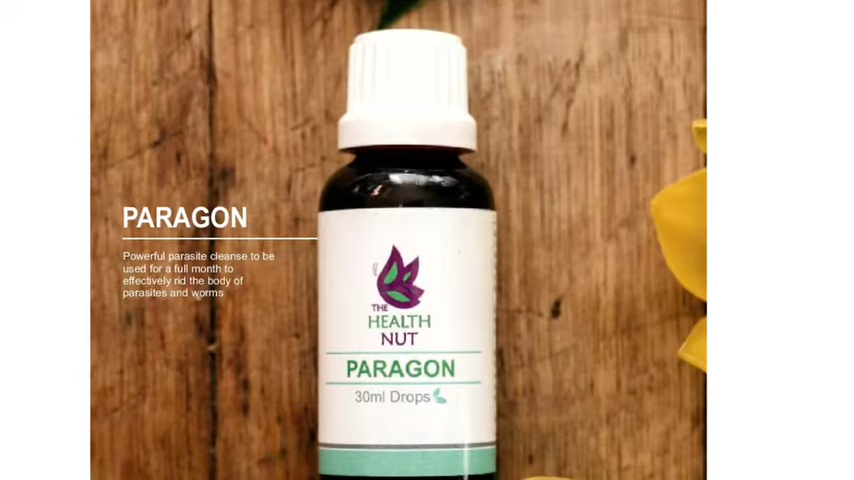 PARAGON
Powerful parasite cleanse to be
used for a full month to
effectively rid the body of
parasites and worms
THE
HEALTH
NUT
PARAGON
30ml Drops